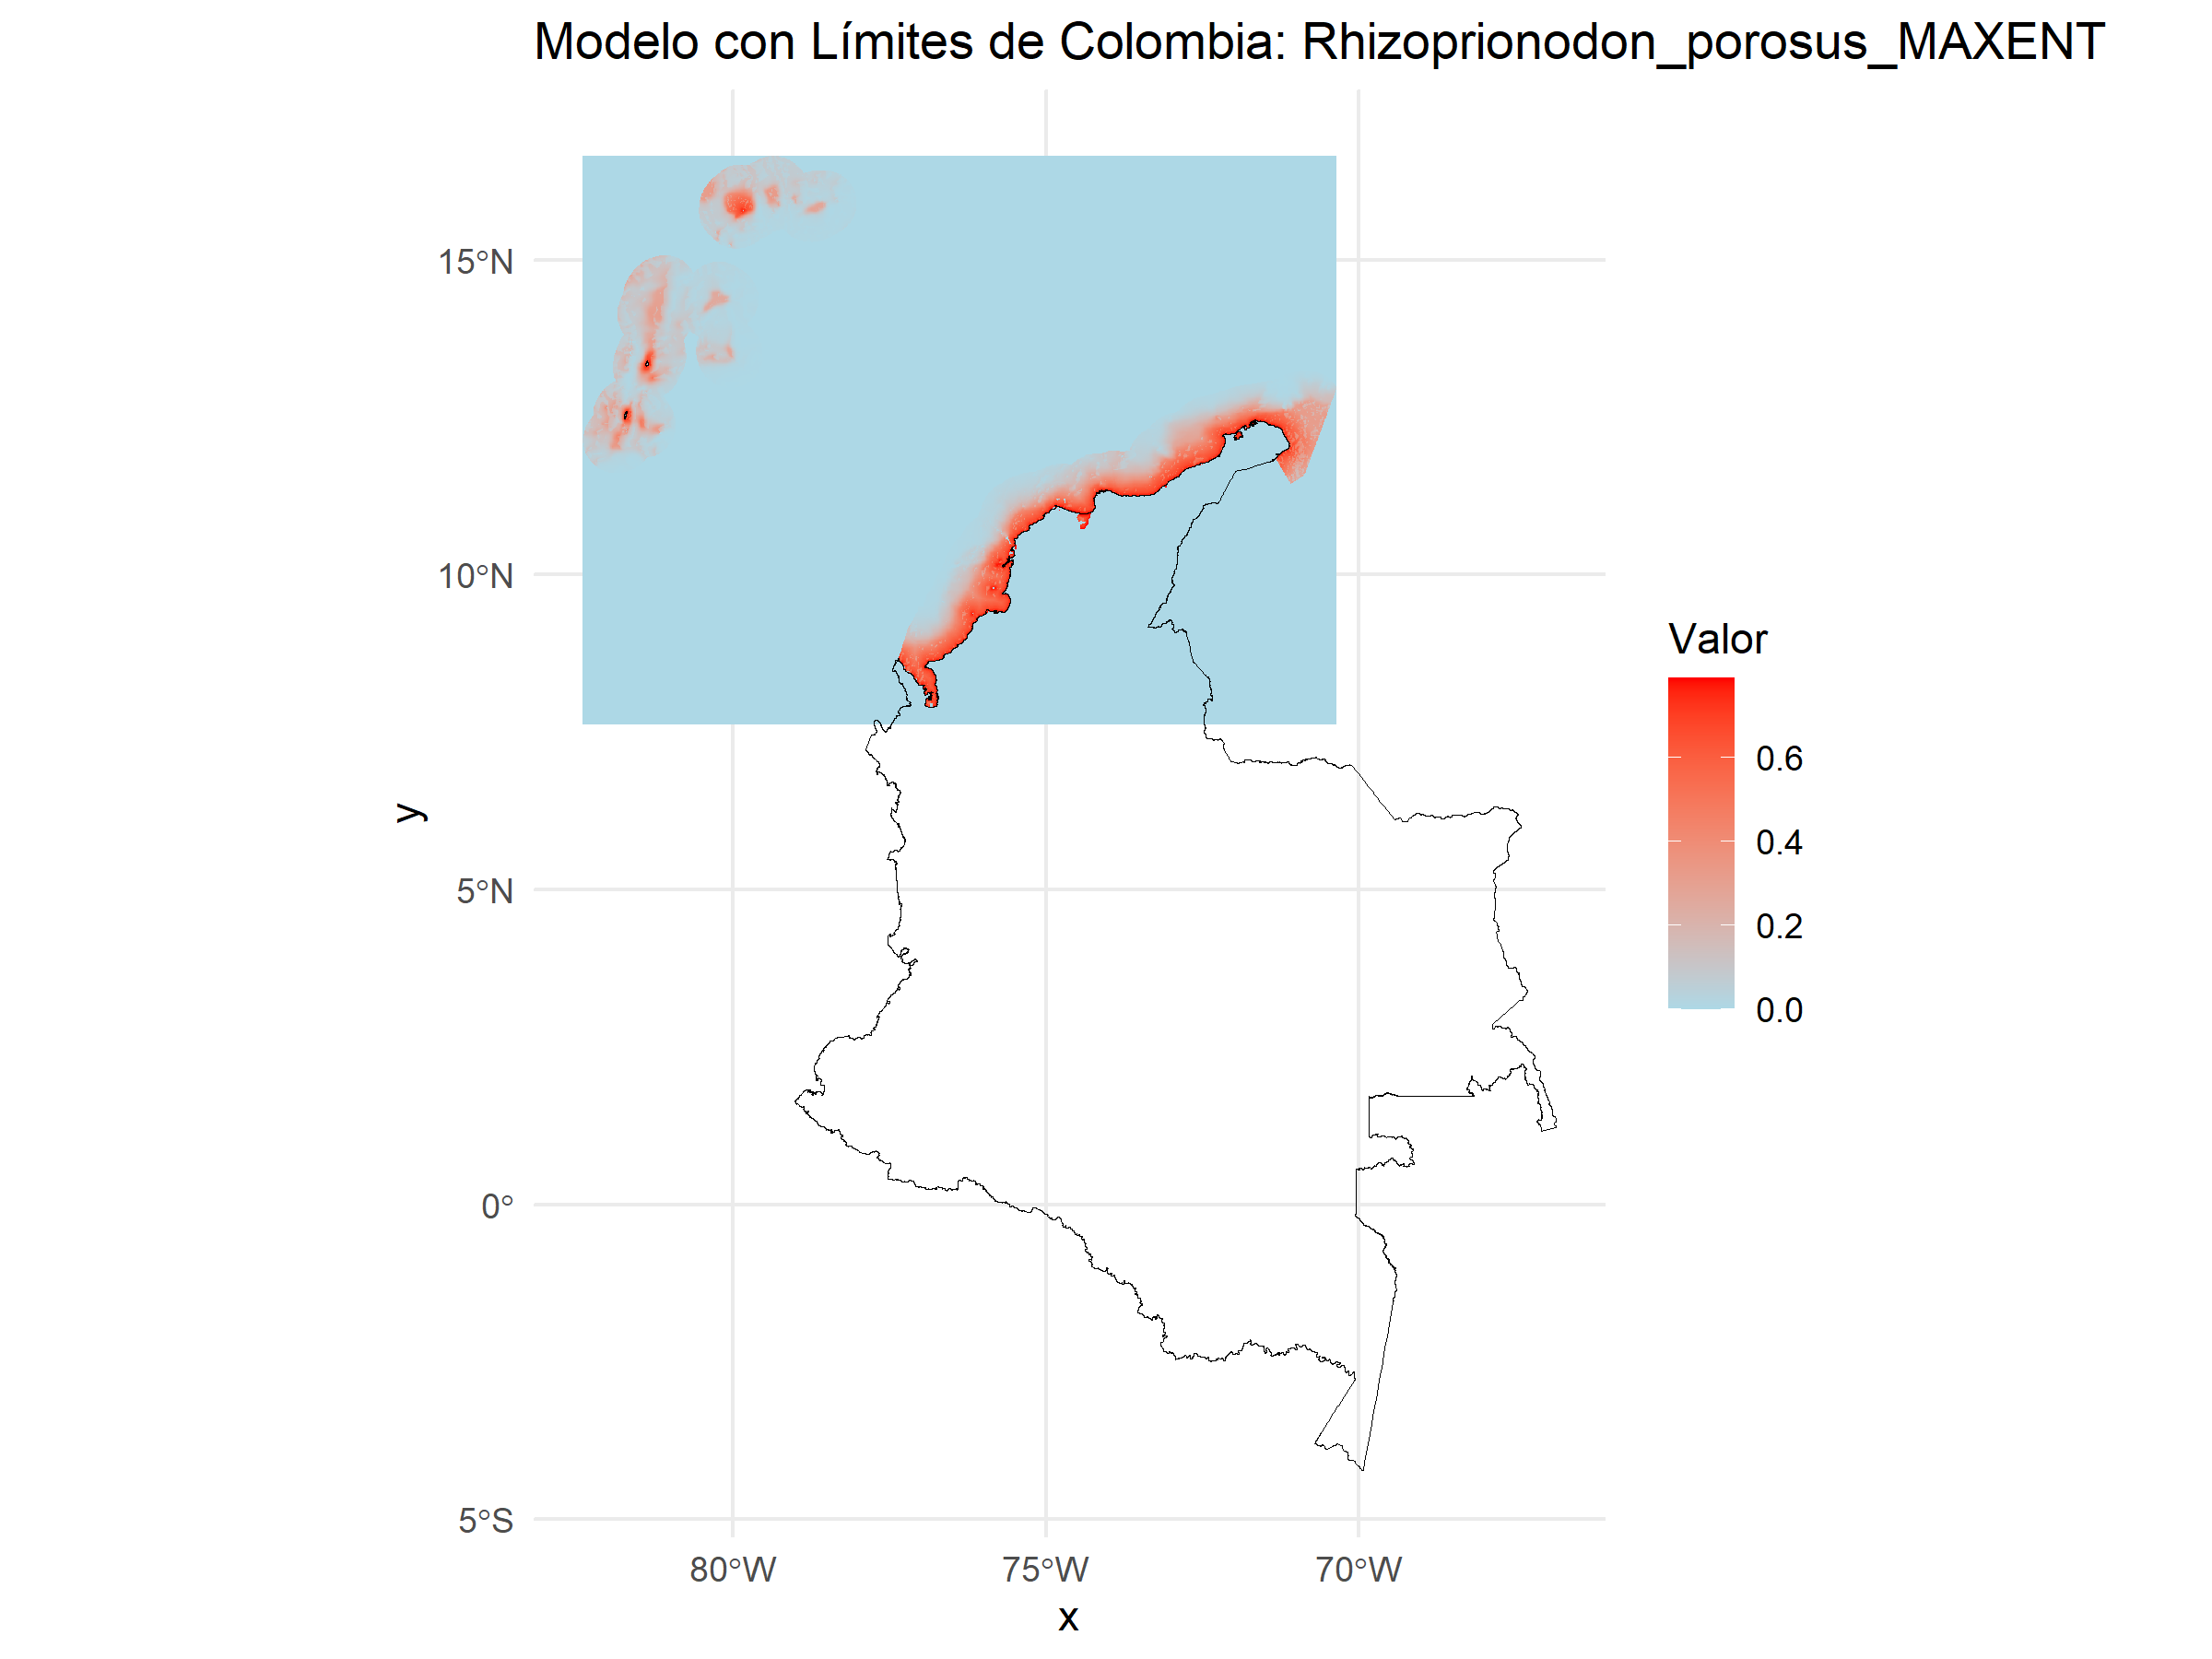 Modelo con Límites de Colombia: Rhizoprionodon_porosus_MAXENT
15°N
10°N
5°N
0°
5°S
y
80°W
75°W
70°W
x
Valor
0.6
0.4
0.2
0.0